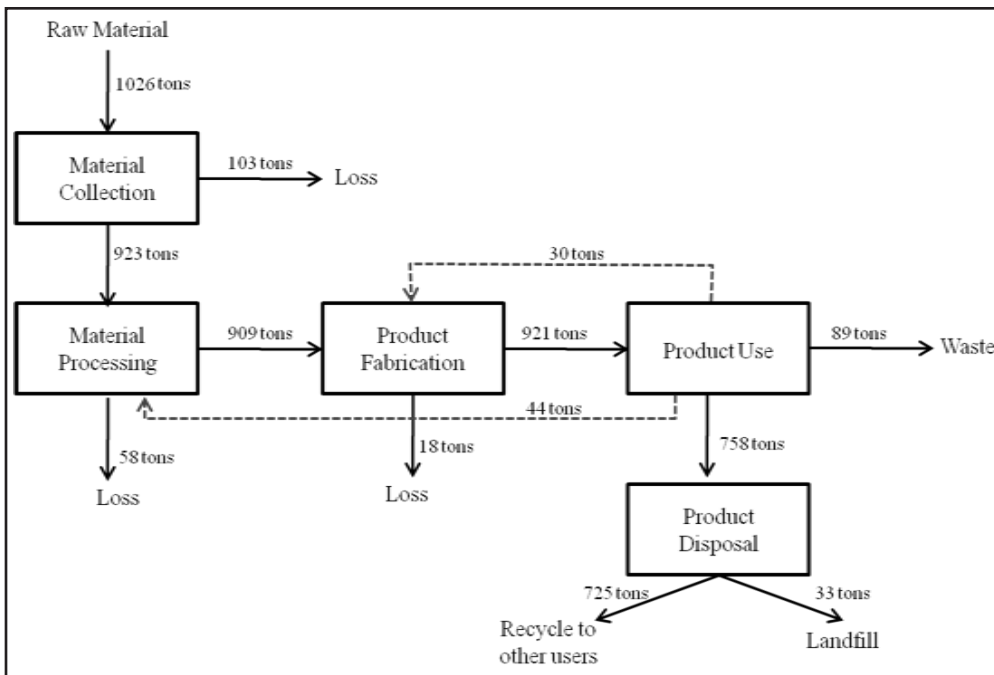 Raw Material
1026 tons
Material
Collection
103 tons
Loss
923 tons
30 tons
Material
Processing
909 tons
Product
Fabrication
921 tons
Product Use
89 tons
Waste
44 tons
58 tons
Loss
18 tons
Loss
758 tons
Product
Disposal
725 tons
33 tons
Recycle to
other users
Landfill